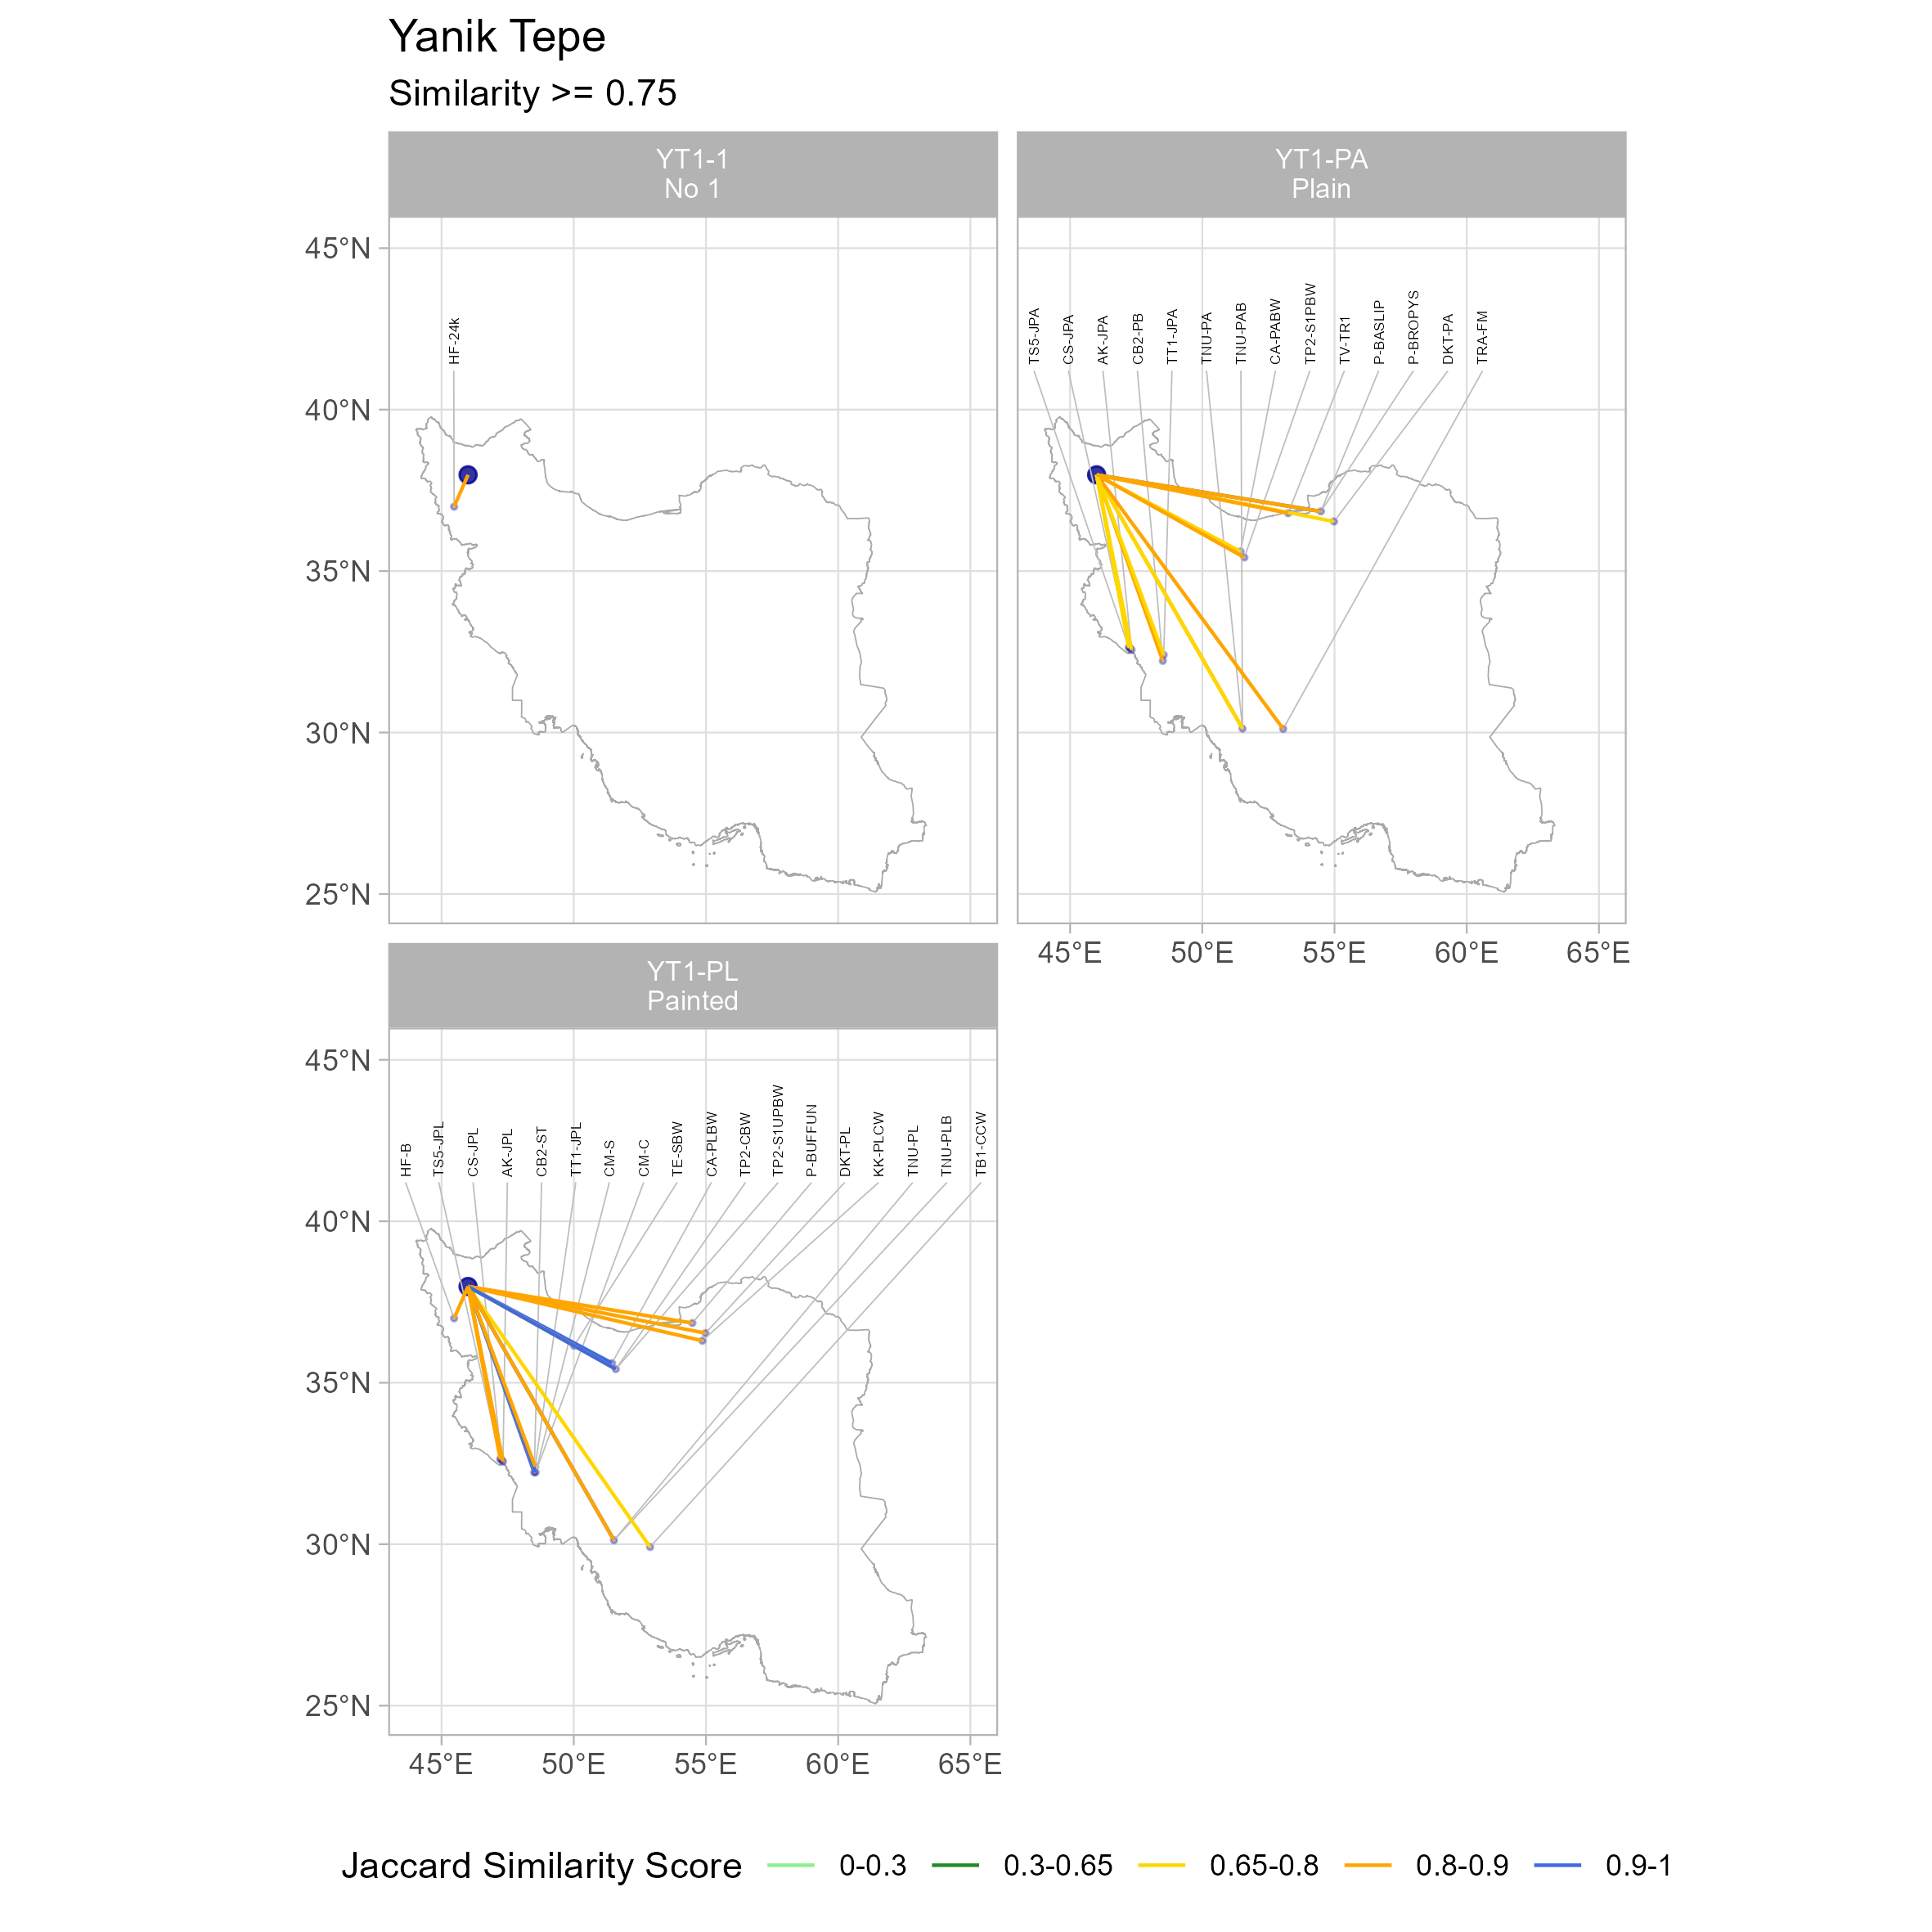 Yanik Tepe
Similarity >= 0.75
YT1-1
No 1
YT1-PA
Plain
45°N
40°N
35°N
30°N
25°N
HF-24k
TS5-JPA
CS-JPA
AK-JPA
CB2-PB
TT1-JPA
TNU-PA
TNU-PAB
CA-PABW
TP2-S1PBW
TV-TR1
P-BASLIP
P-BROPYS
DKT-PA
TRA-FM
45°E 50°E 55°E 60°E 65°E
YT1-PL
Painted
45°N
40°N
35°N
30°N
25°N
HF-B
TS5-JPL
CS-JPL
AK-JPL
CB2-ST
TT1-JPL
CM-S
CM-C
TE-SBW
CA-PLBW
TP2-CBW
TP2-S1UPBW
P-BUFFUN
DKT-PL
KK-PLCW
TNU-PL
TNU-PLB
TB1-CCW
45°E 50°E 55°E 60°E 65°E
Jaccard Similarity Score 0-0.3 0.3-0.65 0.65-0.8 0.8-0.9 0.9-1